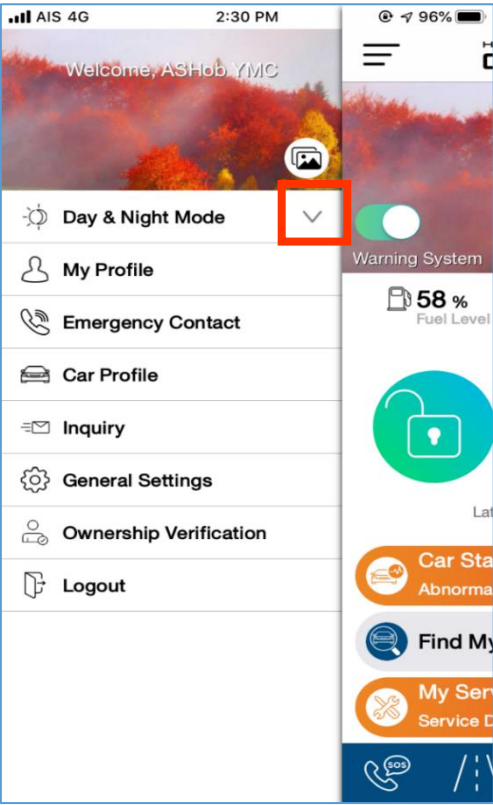 AIS 4G 2:30 PM 96%
Welcome, ASHob YMC
Day & Night Mode
My Profile
Emergency Contact
Car Profile
Inquiry
General Settings
Ownership Verification
Logout
Warning System
58 %
Fuel Level
Car Sta
Abnorma
Find My
My Serv
Service D
SOS